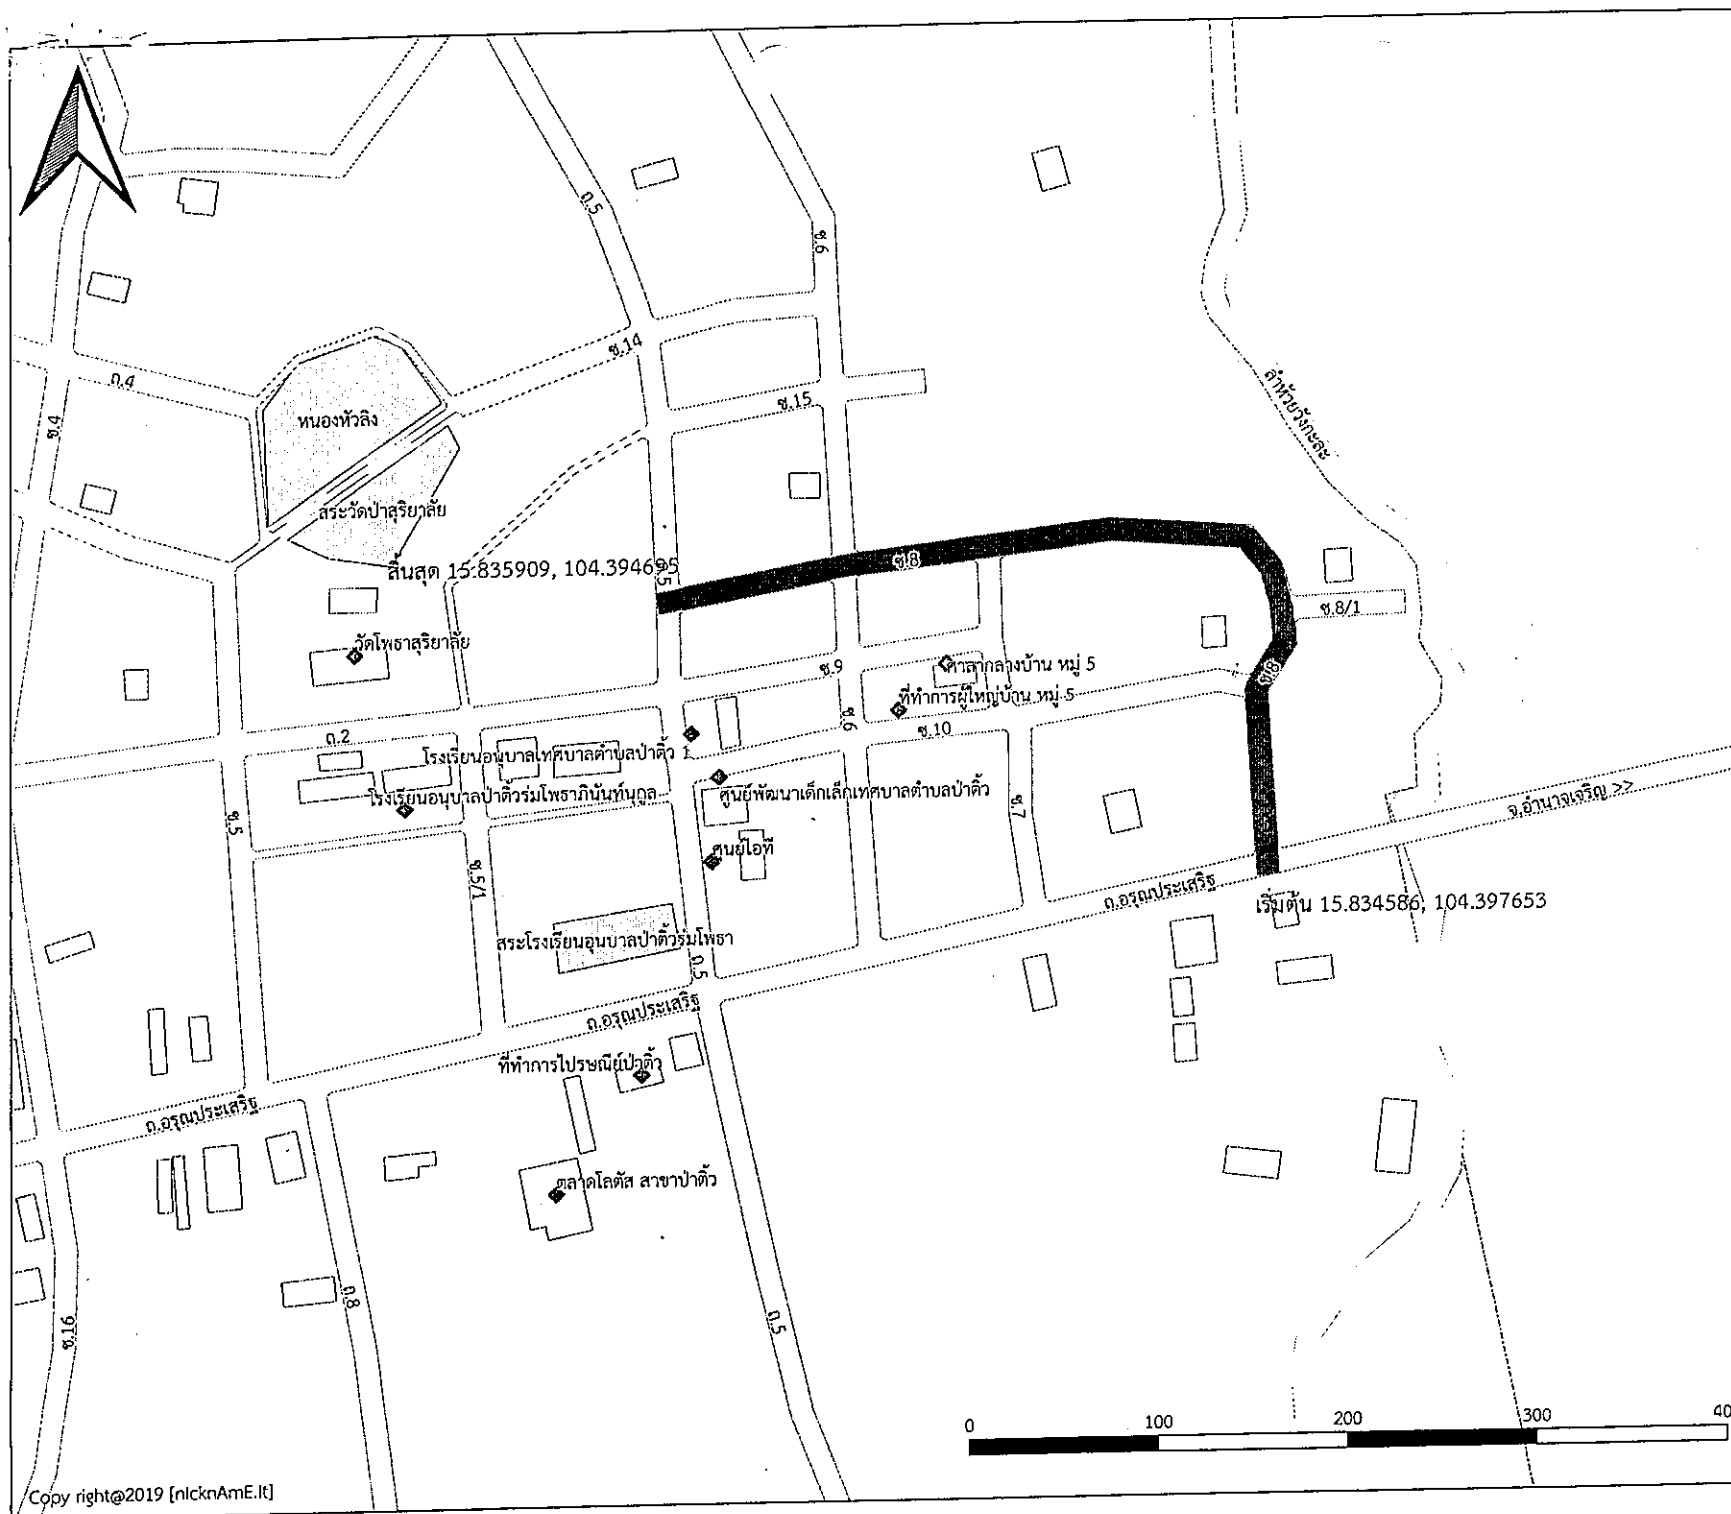 ถ.5
ซ.6
ซ.14
ถ.4
ซ.15
ซ.4
หนองหัวลิง
ลำห้วยวังกะละ
สระวัดป่าสุริยาลัย
ซ.8
สิ้นสุด 15.835909, 104.394695
ซ.8/1
วัดโพธาสุริยาลัย
ซ.9
ศาลากลางบ้าน หมู่ 5
ซ.8
ที่ทำการผู้ใหญ่บ้าน หมู่ 5
ซ.6
ถ.2
ซ.10
โรงเรียนอนุบาลเทศบาลตำบลป่าติ้ว 1
โรงเรียนอนุบาลป่าติ้วร่มโพธาภินันท์นุกูล
ศูนย์พัฒนาเด็กเล็กเทศบาลตำบลป่าติ้ว
ซ.7
จ.อำนาจเจริญ >>
ซ.5
ศูนย์ไอที
ซ.5/1
ถ.อรุณประเสริฐ
เริ่มต้น 15.834586, 104.397653
สระโรงเรียนอุนบาลป่าติ้วร่มโพธา
ถ.5
ถ.อรุณประเสริฐ
ที่ทำการไปรษณีย์ป่าติ้ว
ถ.อรุณประเสริฐ
ตลาดโลตัส สาขาป่าติ้ว
ถ.8
ถ.5
ซ.16
0 100 200 300 40
Copy right@2019 [nIcknAmE.It]